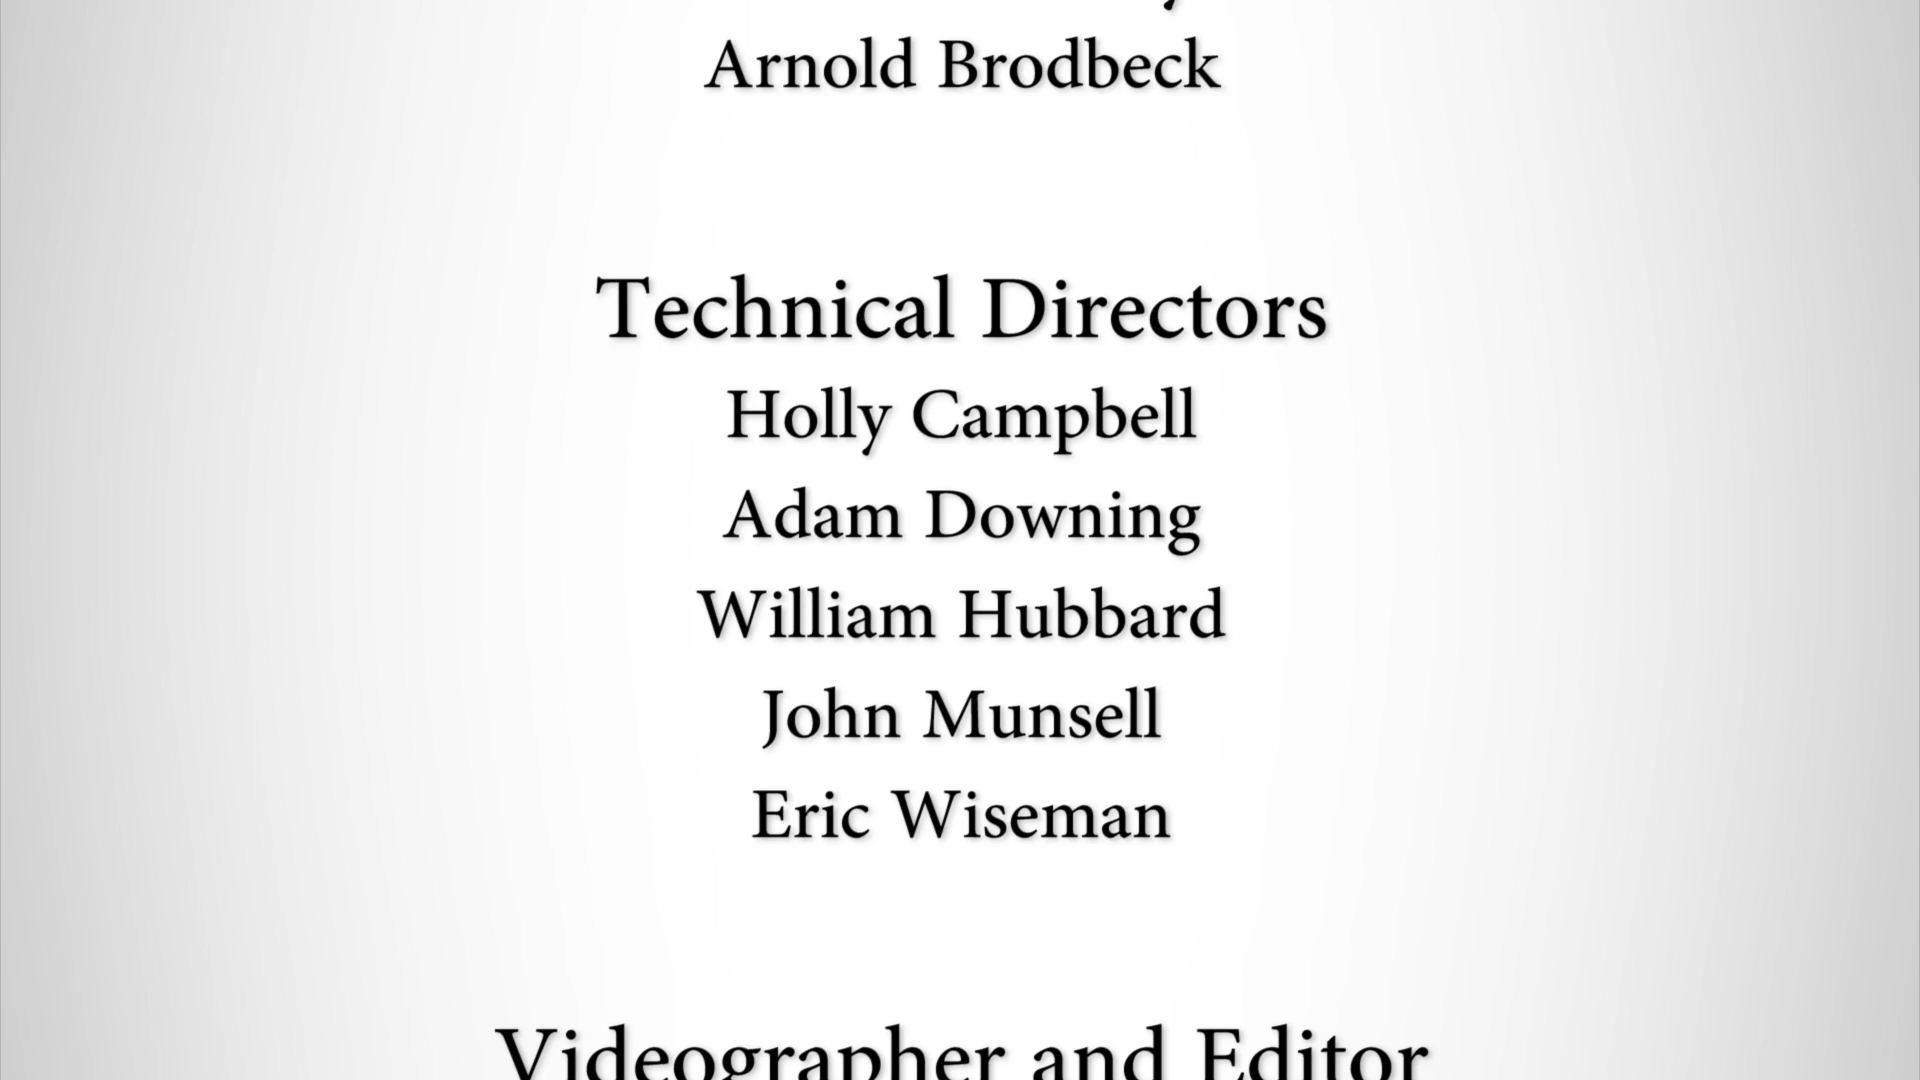 Arnold Brodbeck
Technical Directors
Holly Campbell
Adam Downing
William Hubbard
John Munsell
Eric Wiseman
Videographer and Editor